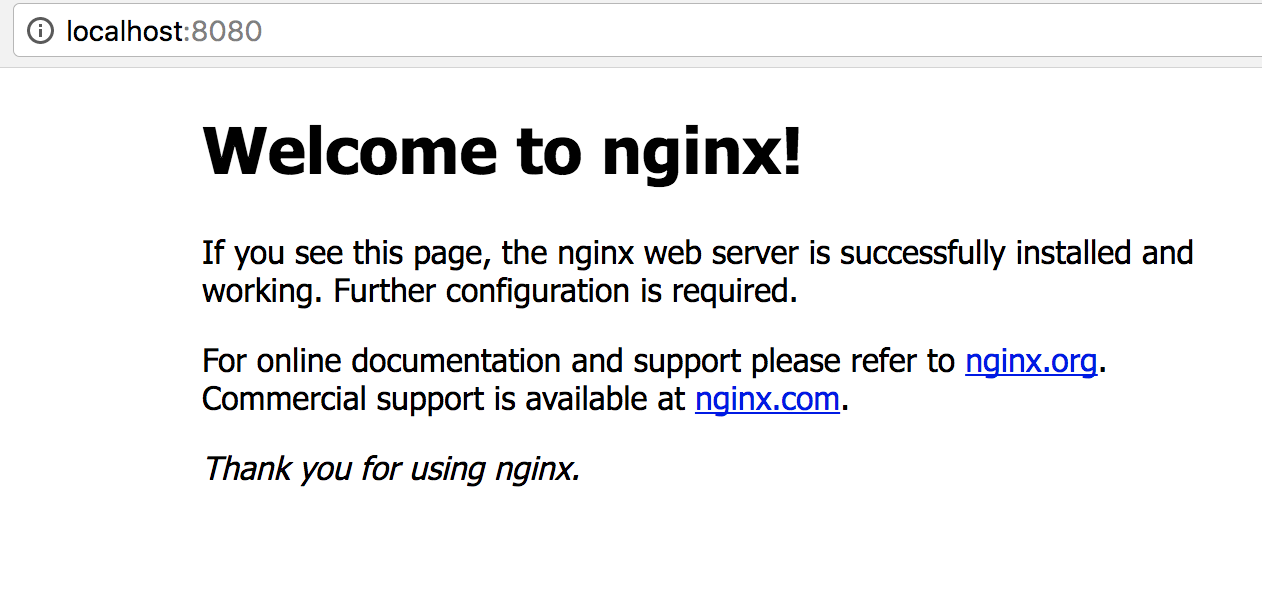 localhost:8080
Welcome to nginx!
If you see this page, the nginx web server is successfully installed and
working. Further configuration is required.
For online documentation and support please refer to nginx.org.
Commercial support is available at nginx.com.
Thank you for using nginx.